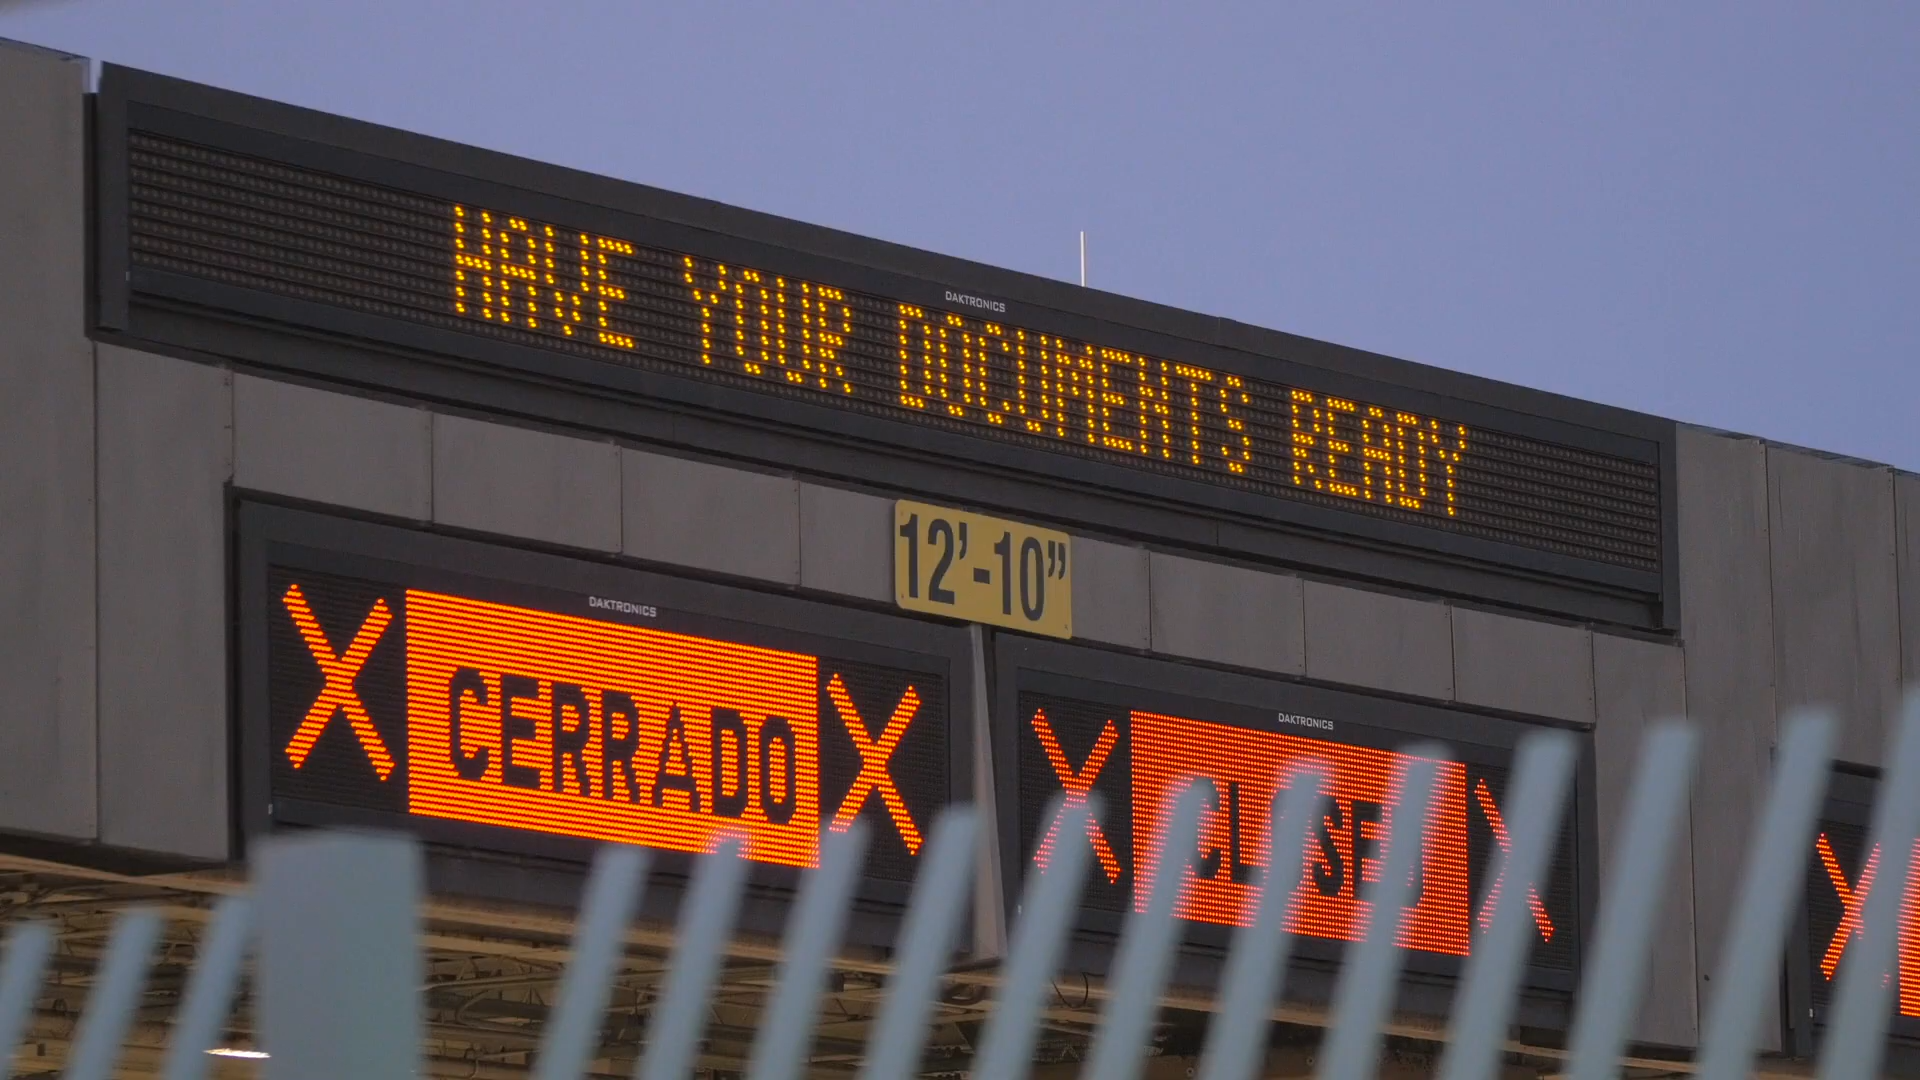 DAKTRONICS
HAVE YOUR DOCUMENTS READY
12'-10"
DAKTRONICS
X CERRADO X
DAKTRONICS
X CLOSED X
X